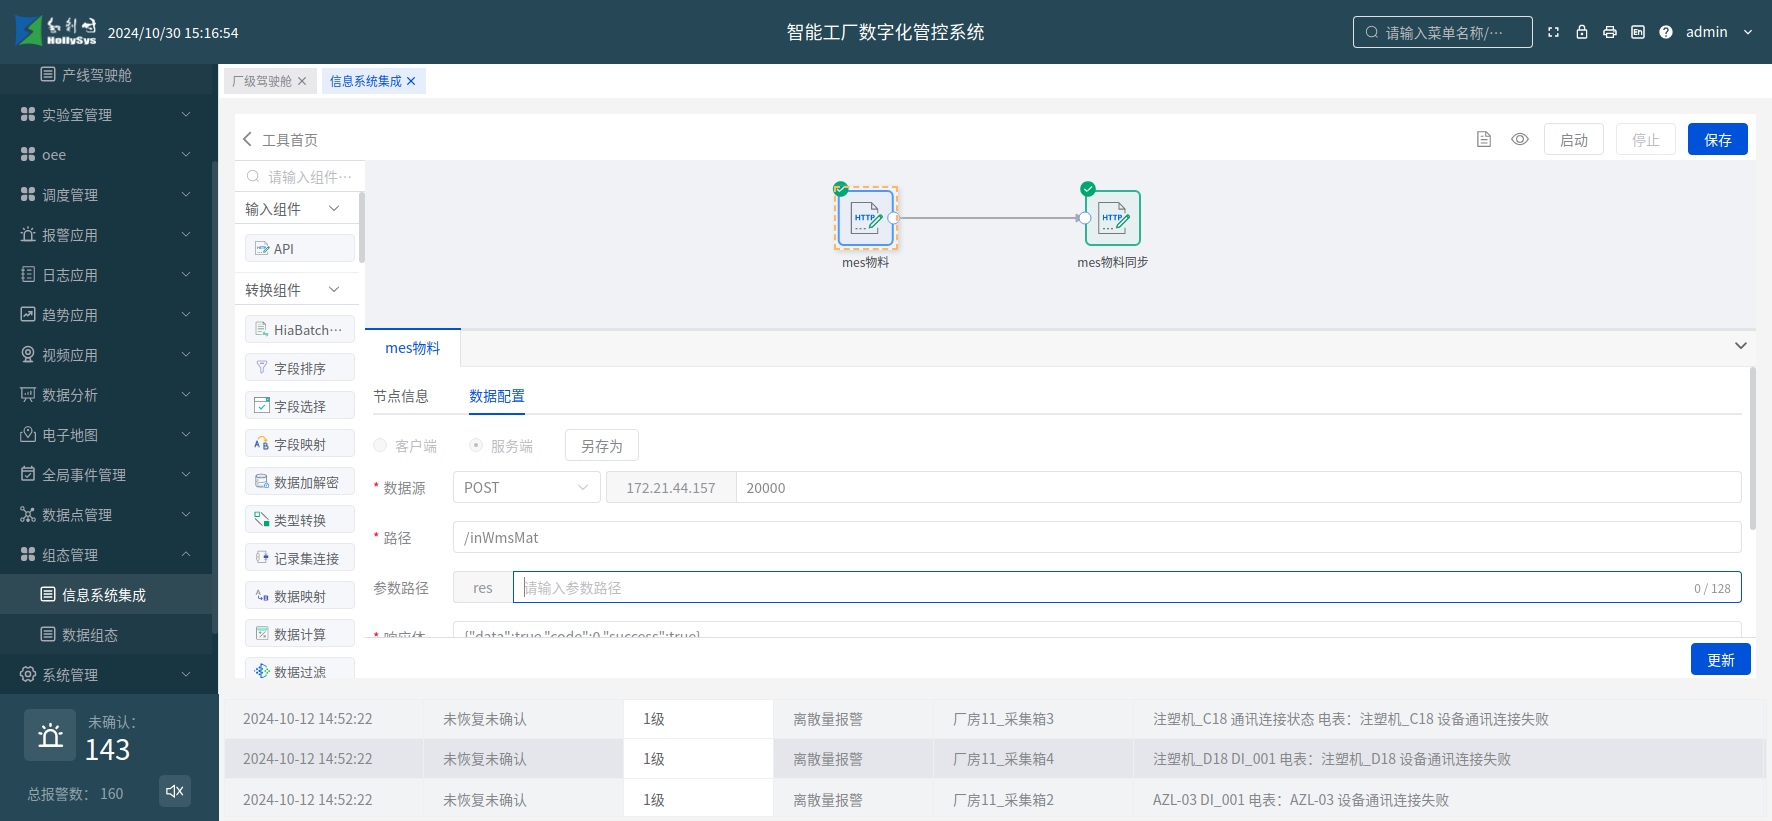 和利时
HollySys
2024/10/30 15:16:54
智能工厂数字化管控系统
请输入菜单名称/…
En
admin
产线驾驶舱
实验室管理
oee
调度管理
报警应用
日志应用
趋势应用
视频应用
数据分析
电子地图
全局事件管理
数据点管理
组态管理
信息系统集成
数据组态
系统管理
未确认：
143
总报警数： 160
厂级驾驶舱
信息系统集成
工具首页
启动
停止
保存
请输入组件…
输入组件
API
转换组件
HiaBatch…
字段排序
字段选择
字段映射
数据加解密
类型转换
记录集连接
数据映射
数据计算
数据过滤
HTTP
mes物料
HTTP
mes物料同步
mes物料
节点信息
数据配置
客户端
服务端
另存为
* 数据源
POST
172.21.44.157
20000
* 路径
/inWmsMat
参数路径
res
请输入参数路径
0 / 128
* 响应体
{"data":true,"code":0,"success":true}
更新
2024-10-12 14:52:22 未恢复未确认 1级 离散量报警 厂房11_采集箱3 注塑机_C18 通讯连接状态 电表：注塑机_C18 设备通讯连接失败
2024-10-12 14:52:22 未恢复未确认 1级 离散量报警 厂房11_采集箱4 注塑机_D18 DI_001 电表：注塑机_D18 设备通讯连接失败
2024-10-12 14:52:22 未恢复未确认 1级 离散量报警 厂房11_采集箱2 AZL-03 DI_001 电表：AZL-03 设备通讯连接失败